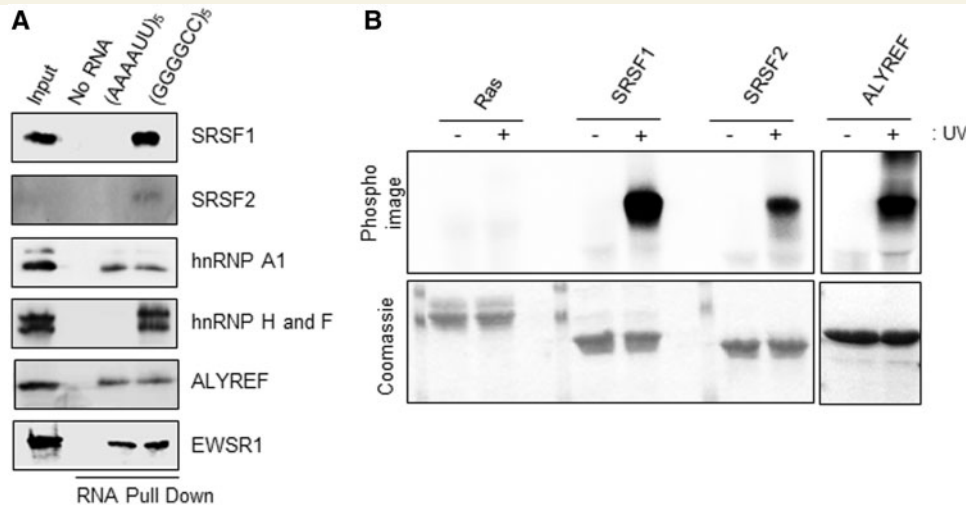 A
Input
No RNA
(AAAAUU)5
(GGGGCC)5
SRSF1
SRSF2
hnRNP A1
hnRNP H and F
ALYREF
EWSR1
RNA Pull Down
B
Ras
SRSF1
SRSF2
ALYREF
- + - + - + - + : UV
Phospho
image
Coomassie